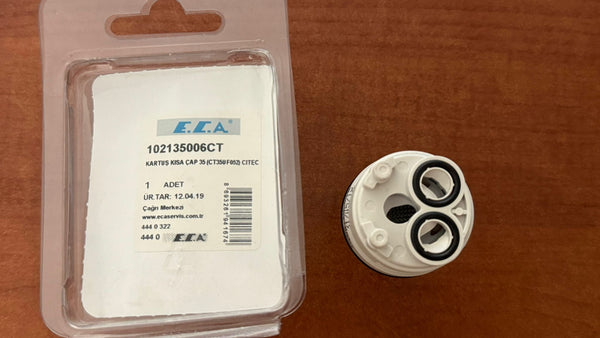 E.C.A®
102135006CT
KARTUŞ KISA ÇAP 35 (CT35UF052) CITEC
1 ADET
ÜR.TAR: 12.04.19
Çağrı Merkezi
www.ecaservis.com.tr
444 0 322
444 0 E.C.A